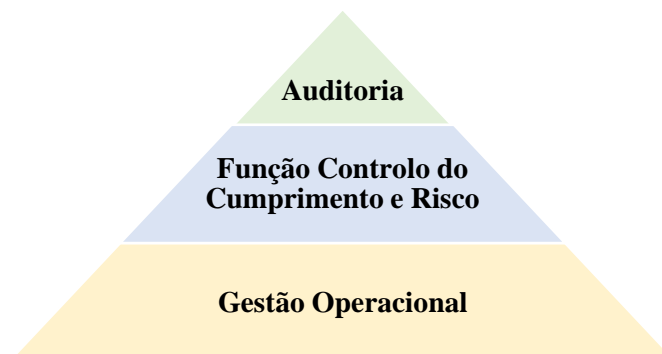 Auditoria
Função Controlo do
Cumprimento e Risco
Gestão Operacional